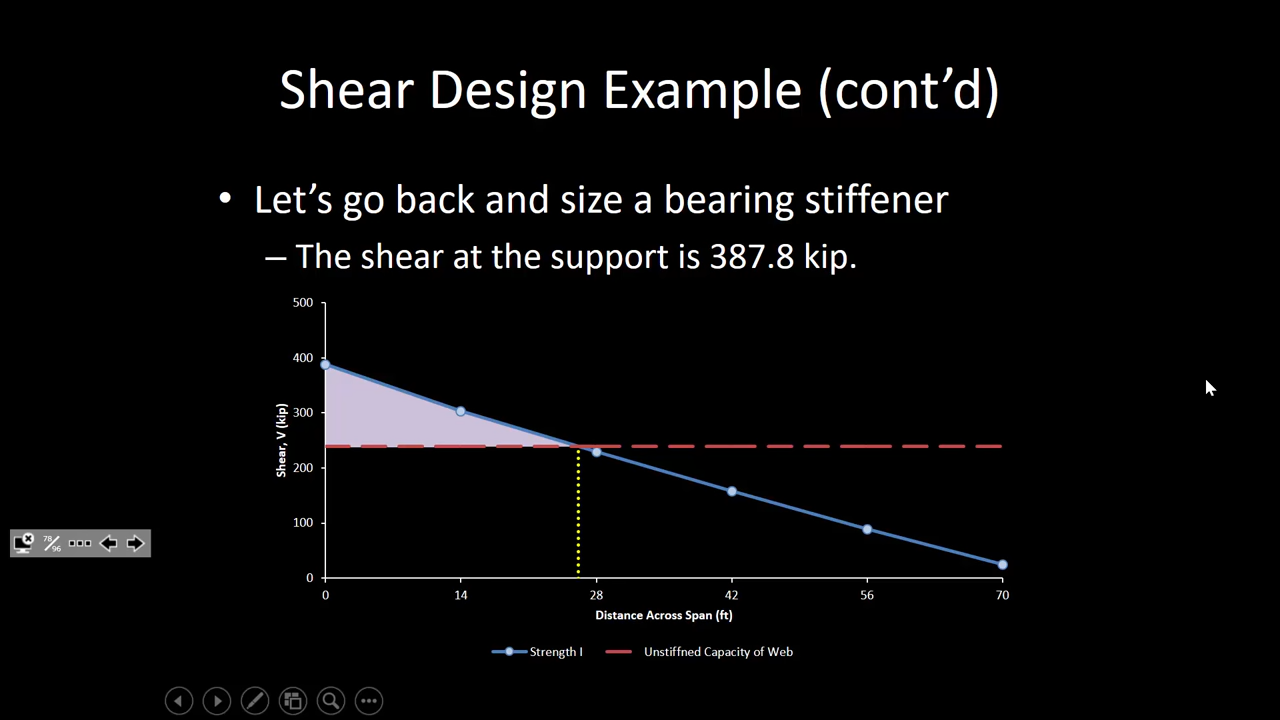 Shear Design Example (cont’d)
• Let’s go back and size a bearing stiffener
– The shear at the support is 387.8 kip.
500
400
300
200
100
0
Shear, V (kip)
0 14 28 42 56 70
Distance Across Span (ft)
Strength I Unstiffned Capacity of Web
78/96